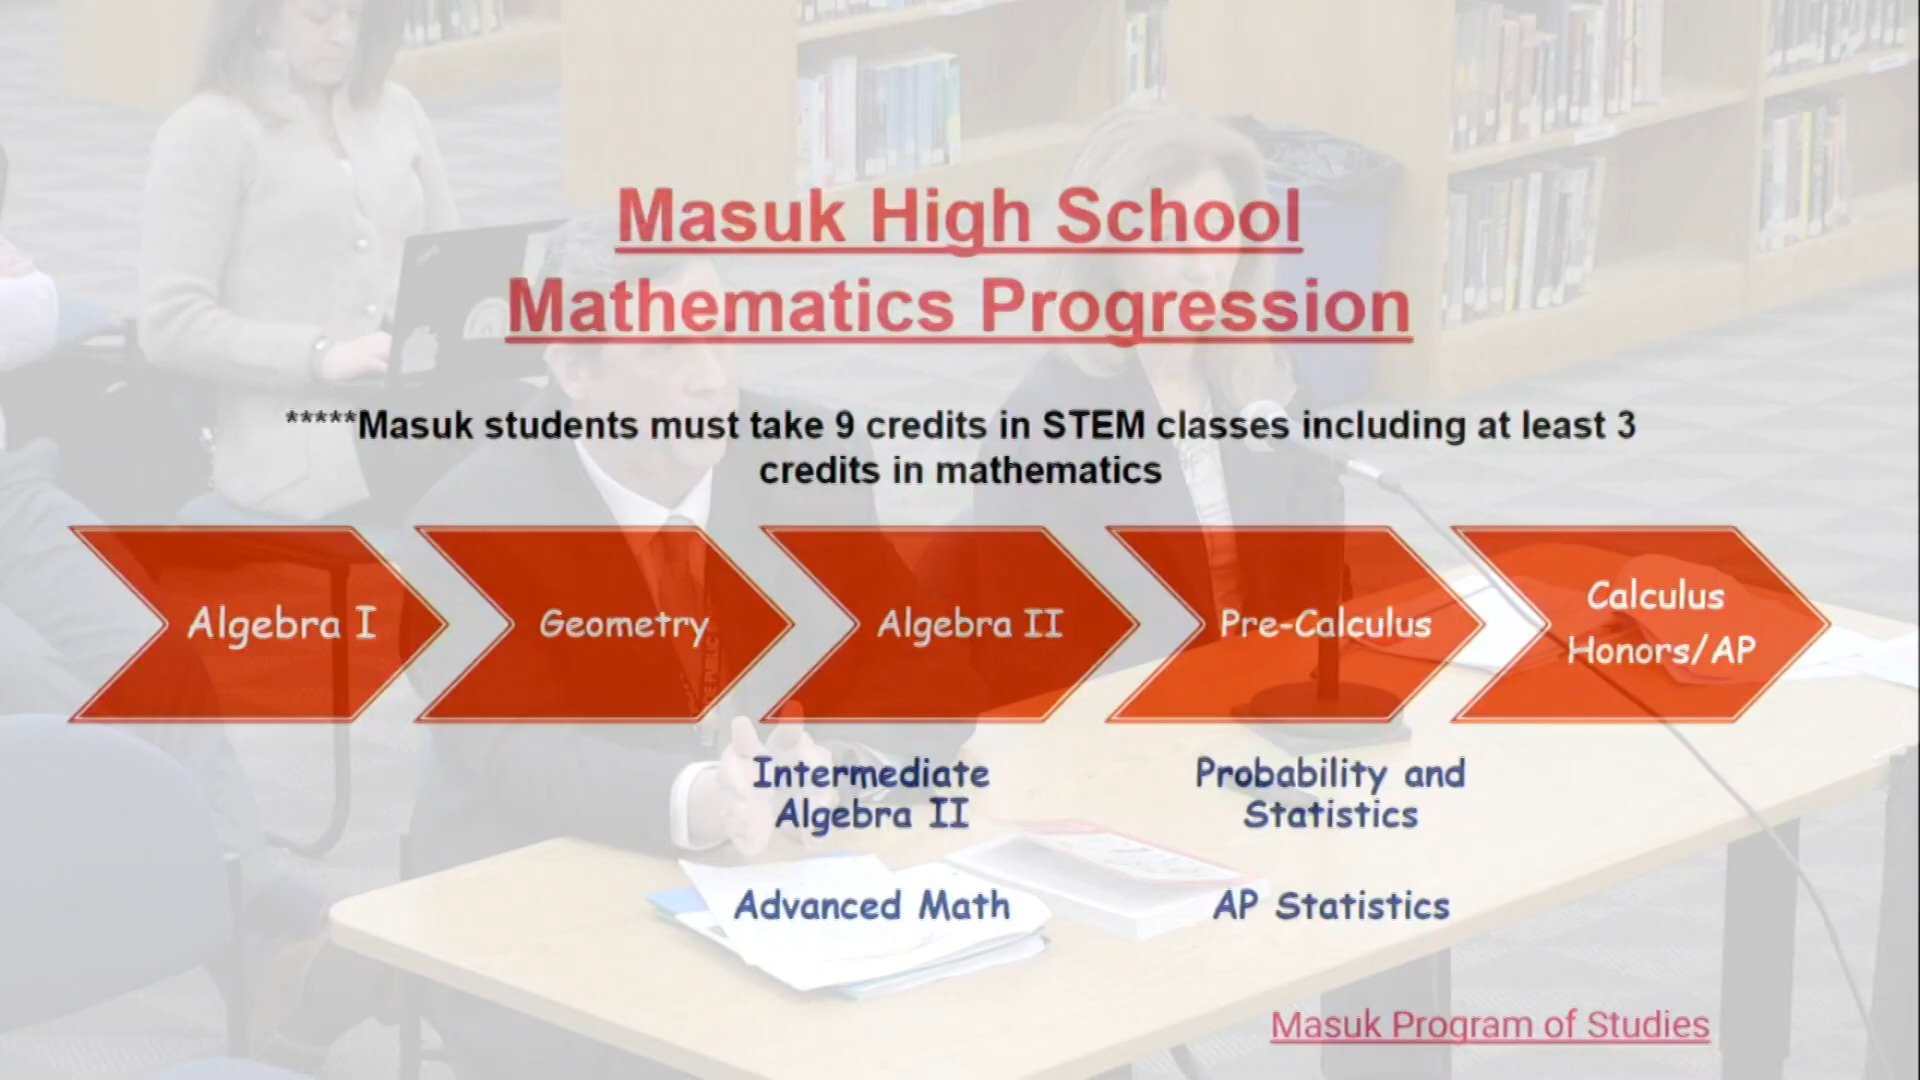 Masuk High School
Mathematics Progression
*****Masuk students must take 9 credits in STEM classes including at least 3
credits in mathematics
Algebra I
Geometry
Algebra II
Pre-Calculus
Calculus
Honors/AP
Intermediate
Algebra II
Probability and
Statistics
Advanced Math
AP Statistics
Masuk Program of Studies